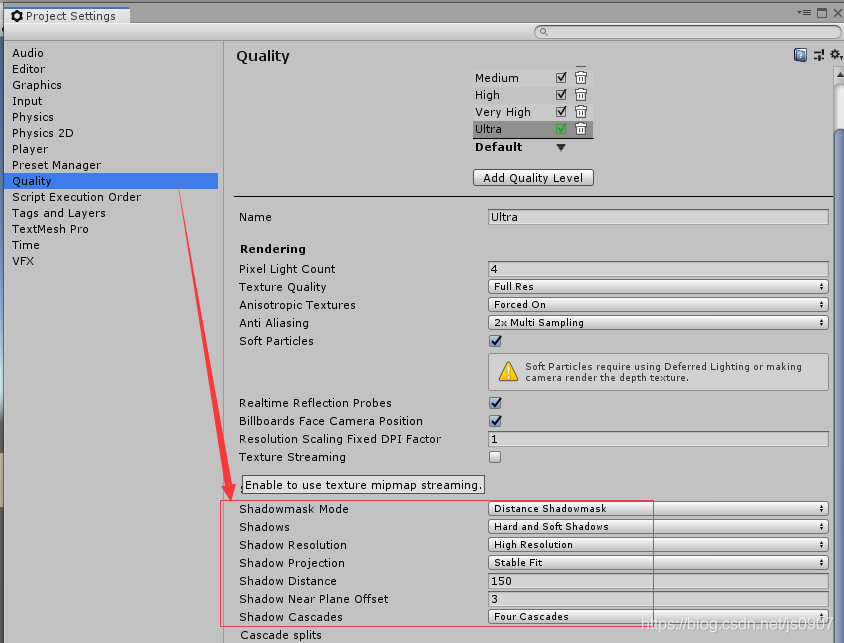 Project Settings
Audio
Editor
Graphics
Input
Physics
Physics 2D
Player
Preset Manager
Quality
Script Execution Order
Tags and Layers
TextMesh Pro
Time
VFX
Quality
Medium
High
Very High
Ultra
Default
Add Quality Level
Name Ultra
Rendering
Pixel Light Count 4
Texture Quality Full Res
Anisotropic Textures Forced On
Anti Aliasing 2x Multi Sampling
Soft Particles
Soft Particles require using Deferred Lighting or making
camera render the depth texture.
Realtime Reflection Probes
Billboards Face Camera Position
Resolution Scaling Fixed DPI Factor 1
Texture Streaming
Enable to use texture mipmap streaming.
Shadowmask Mode Distance Shadowmask
Shadows Hard and Soft Shadows
Shadow Resolution High Resolution
Shadow Projection Stable Fit
Shadow Distance 150
Shadow Near Plane Offset 3
Shadow Cascades Four Cascades
https://blog.csdn.net/js0907
Cascade splits